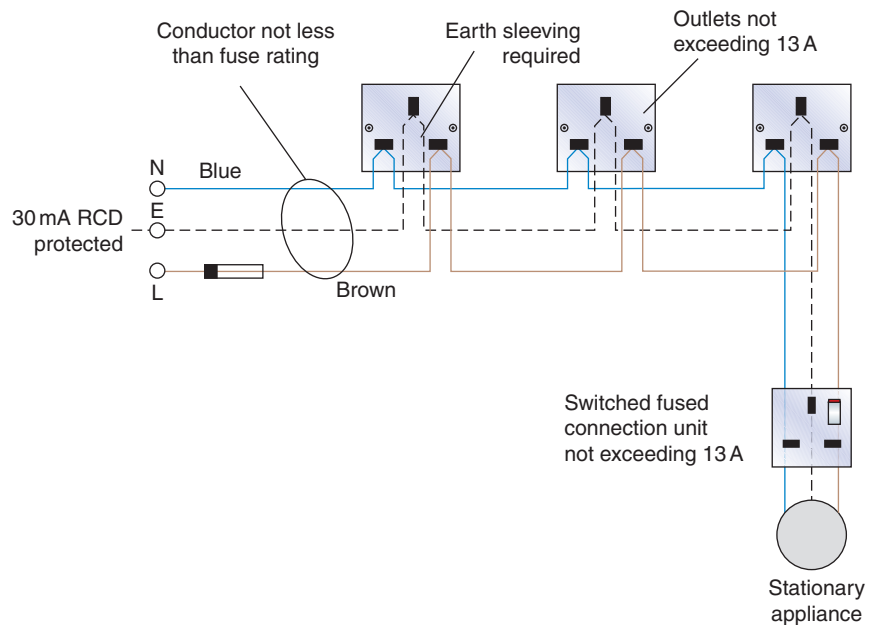 Conductor not less
than fuse rating
Earth sleeving
required
Outlets not
exceeding 13 A
N
Blue
E
30 mA RCD
protected
L
Brown
Switched fused
connection unit
not exceeding 13 A
Stationary
appliance